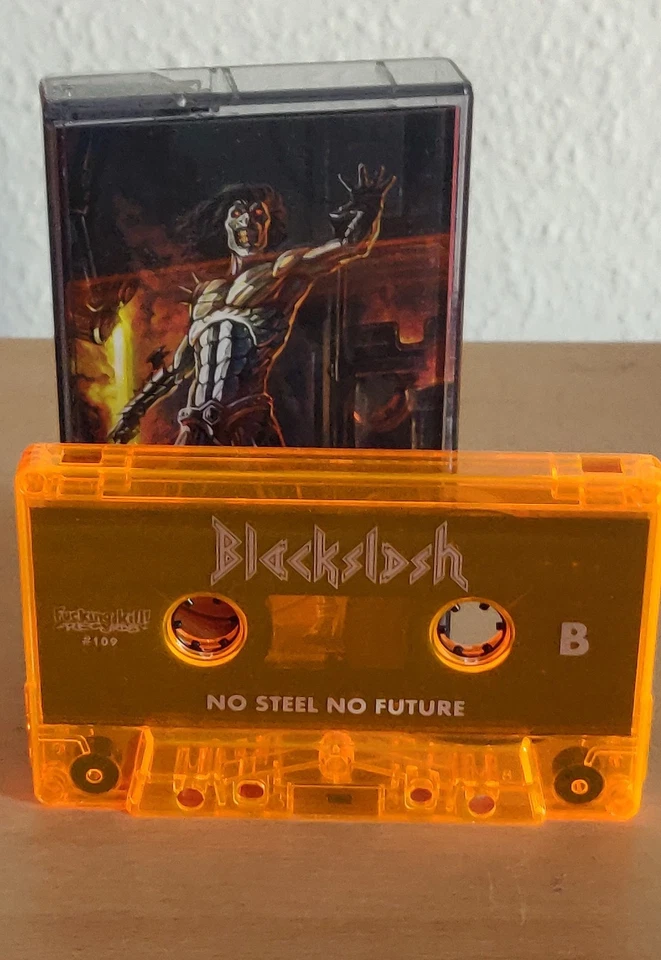 Blackslash
Fucking Kill!
RECORDS
#109
B
NO STEEL NO FUTURE